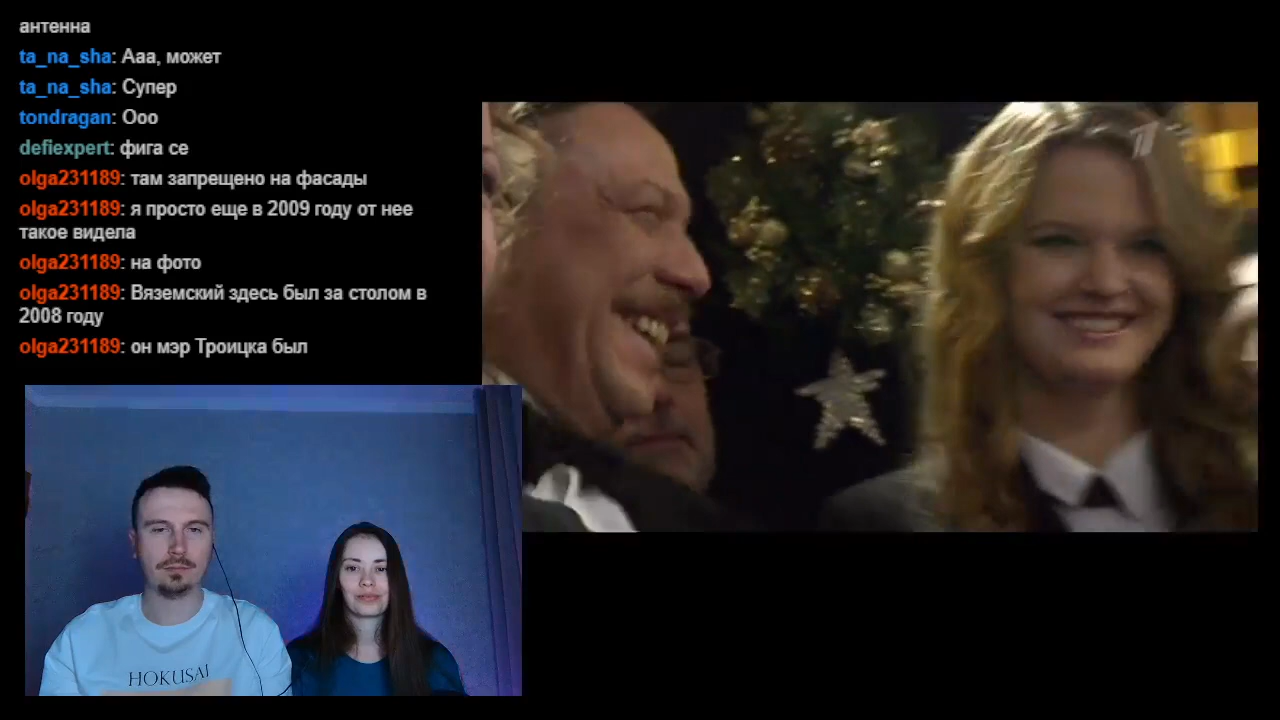 антенна
ta_na_sha: Ааа, может
ta_na_sha: Супер
tondragan: Ооо
defiexpert: фига се
olga231189: там запрещено на фасады
olga231189: я просто еще в 2009 году от нее
такое видела
olga231189: на фото
olga231189: Вяземский здесь был за столом в
2008 году
olga231189: он мэр Троицка был
HOKUSAI